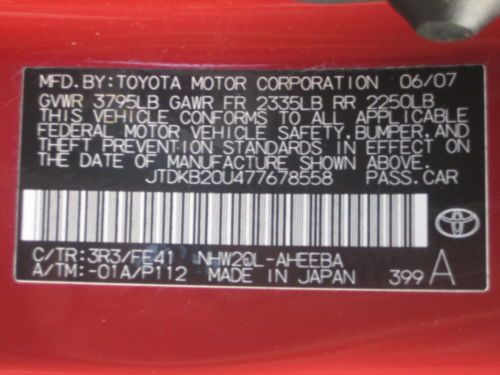 MFD. BY: TOYOTA MOTOR CORPORATION 06/07
GVWR 3795LB GAWR FR 2335LB RR 2250LB
THIS VEHICLE CONFORMS TO ALL APPLICABLE
FEDERAL MOTOR VEHICLE SAFETY, BUMPER, AND
THEFT PREVENTION STANDARDS IN EFFECT ON
THE DATE OF MANUFACTURE SHOWN ABOVE.
JTDKB20U477678558 PASS. CAR
C/TR: 3R3/FE41 NHW20L-AHEEBA
A/TM: -01A/P112 MADE IN JAPAN 399 A